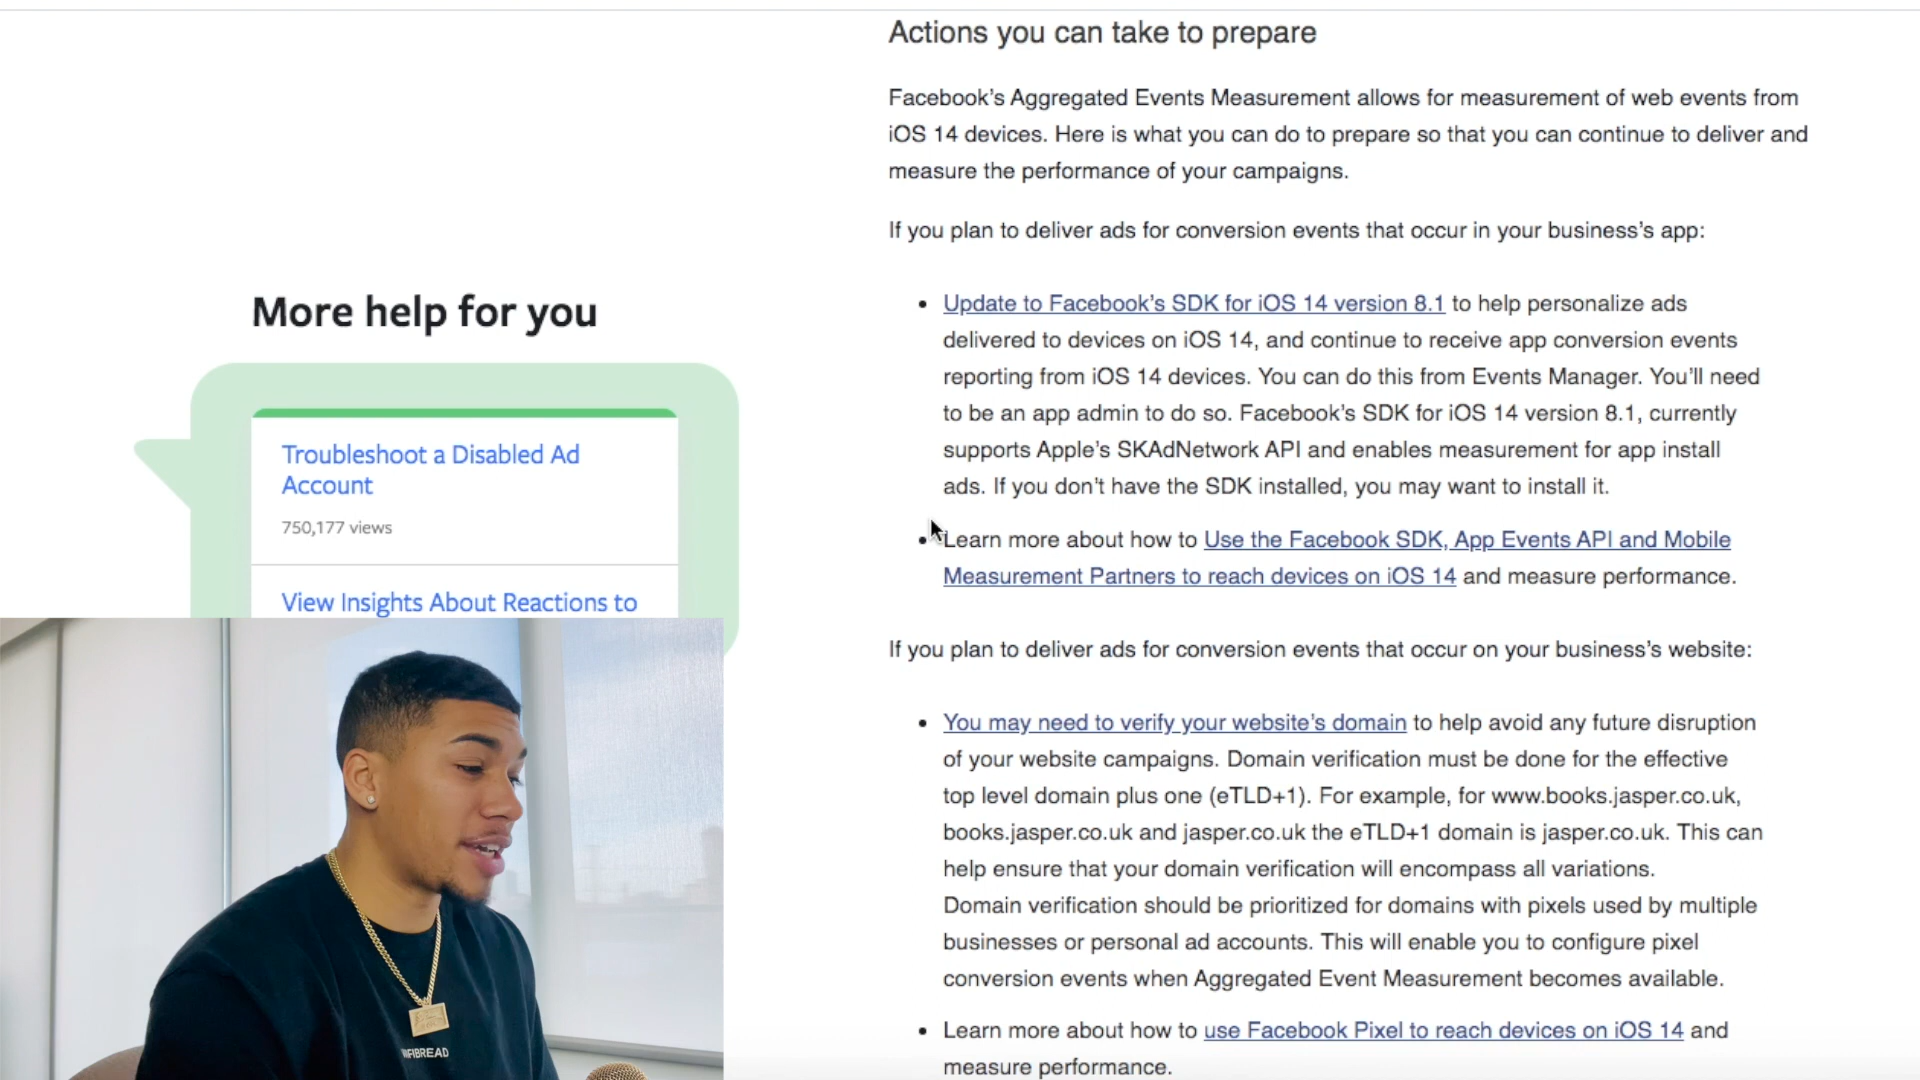 Actions you can take to prepare
Facebook’s Aggregated Events Measurement allows for measurement of web events from
iOS 14 devices. Here is what you can do to prepare so that you can continue to deliver and
measure the performance of your campaigns.
If you plan to deliver ads for conversion events that occur in your business’s app:
• Update to Facebook’s SDK for iOS 14 version 8.1 to help personalize ads
delivered to devices on iOS 14, and continue to receive app conversion events
reporting from iOS 14 devices. You can do this from Events Manager. You’ll need
to be an app admin to do so. Facebook’s SDK for iOS 14 version 8.1, currently
supports Apple’s SKAdNetwork API and enables measurement for app install
ads. If you don’t have the SDK installed, you may want to install it.
• Learn more about how to Use the Facebook SDK, App Events API and Mobile
Measurement Partners to reach devices on iOS 14 and measure performance.
If you plan to deliver ads for conversion events that occur on your business’s website:
• You may need to verify your website’s domain to help avoid any future disruption
of your website campaigns. Domain verification must be done for the effective
top level domain plus one (eTLD+1). For example, for www.books.jasper.co.uk,
books.jasper.co.uk and jasper.co.uk the eTLD+1 domain is jasper.co.uk. This can
help ensure that your domain verification will encompass all variations.
Domain verification should be prioritized for domains with pixels used by multiple
businesses or personal ad accounts. This will enable you to configure pixel
conversion events when Aggregated Event Measurement becomes available.
• Learn more about how to use Facebook Pixel to reach devices on iOS 14 and
measure performance.
More help for you
Troubleshoot a Disabled Ad
Account
750,177 views
View Insights About Reactions to
WIFIBREAD